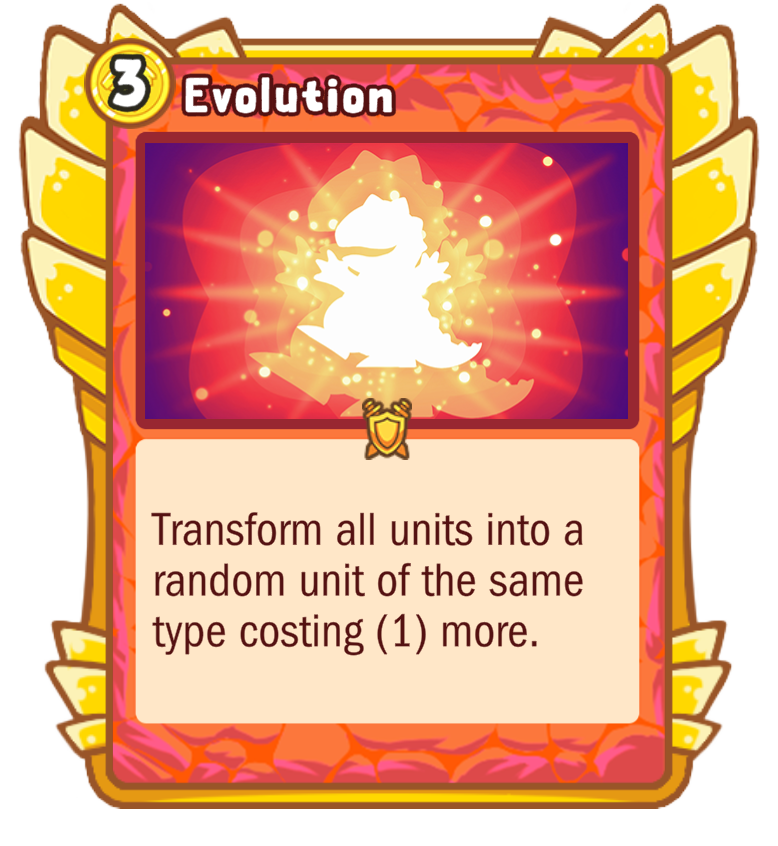 3
Evolution
Transform all units into a
random unit of the same
type costing (1) more.